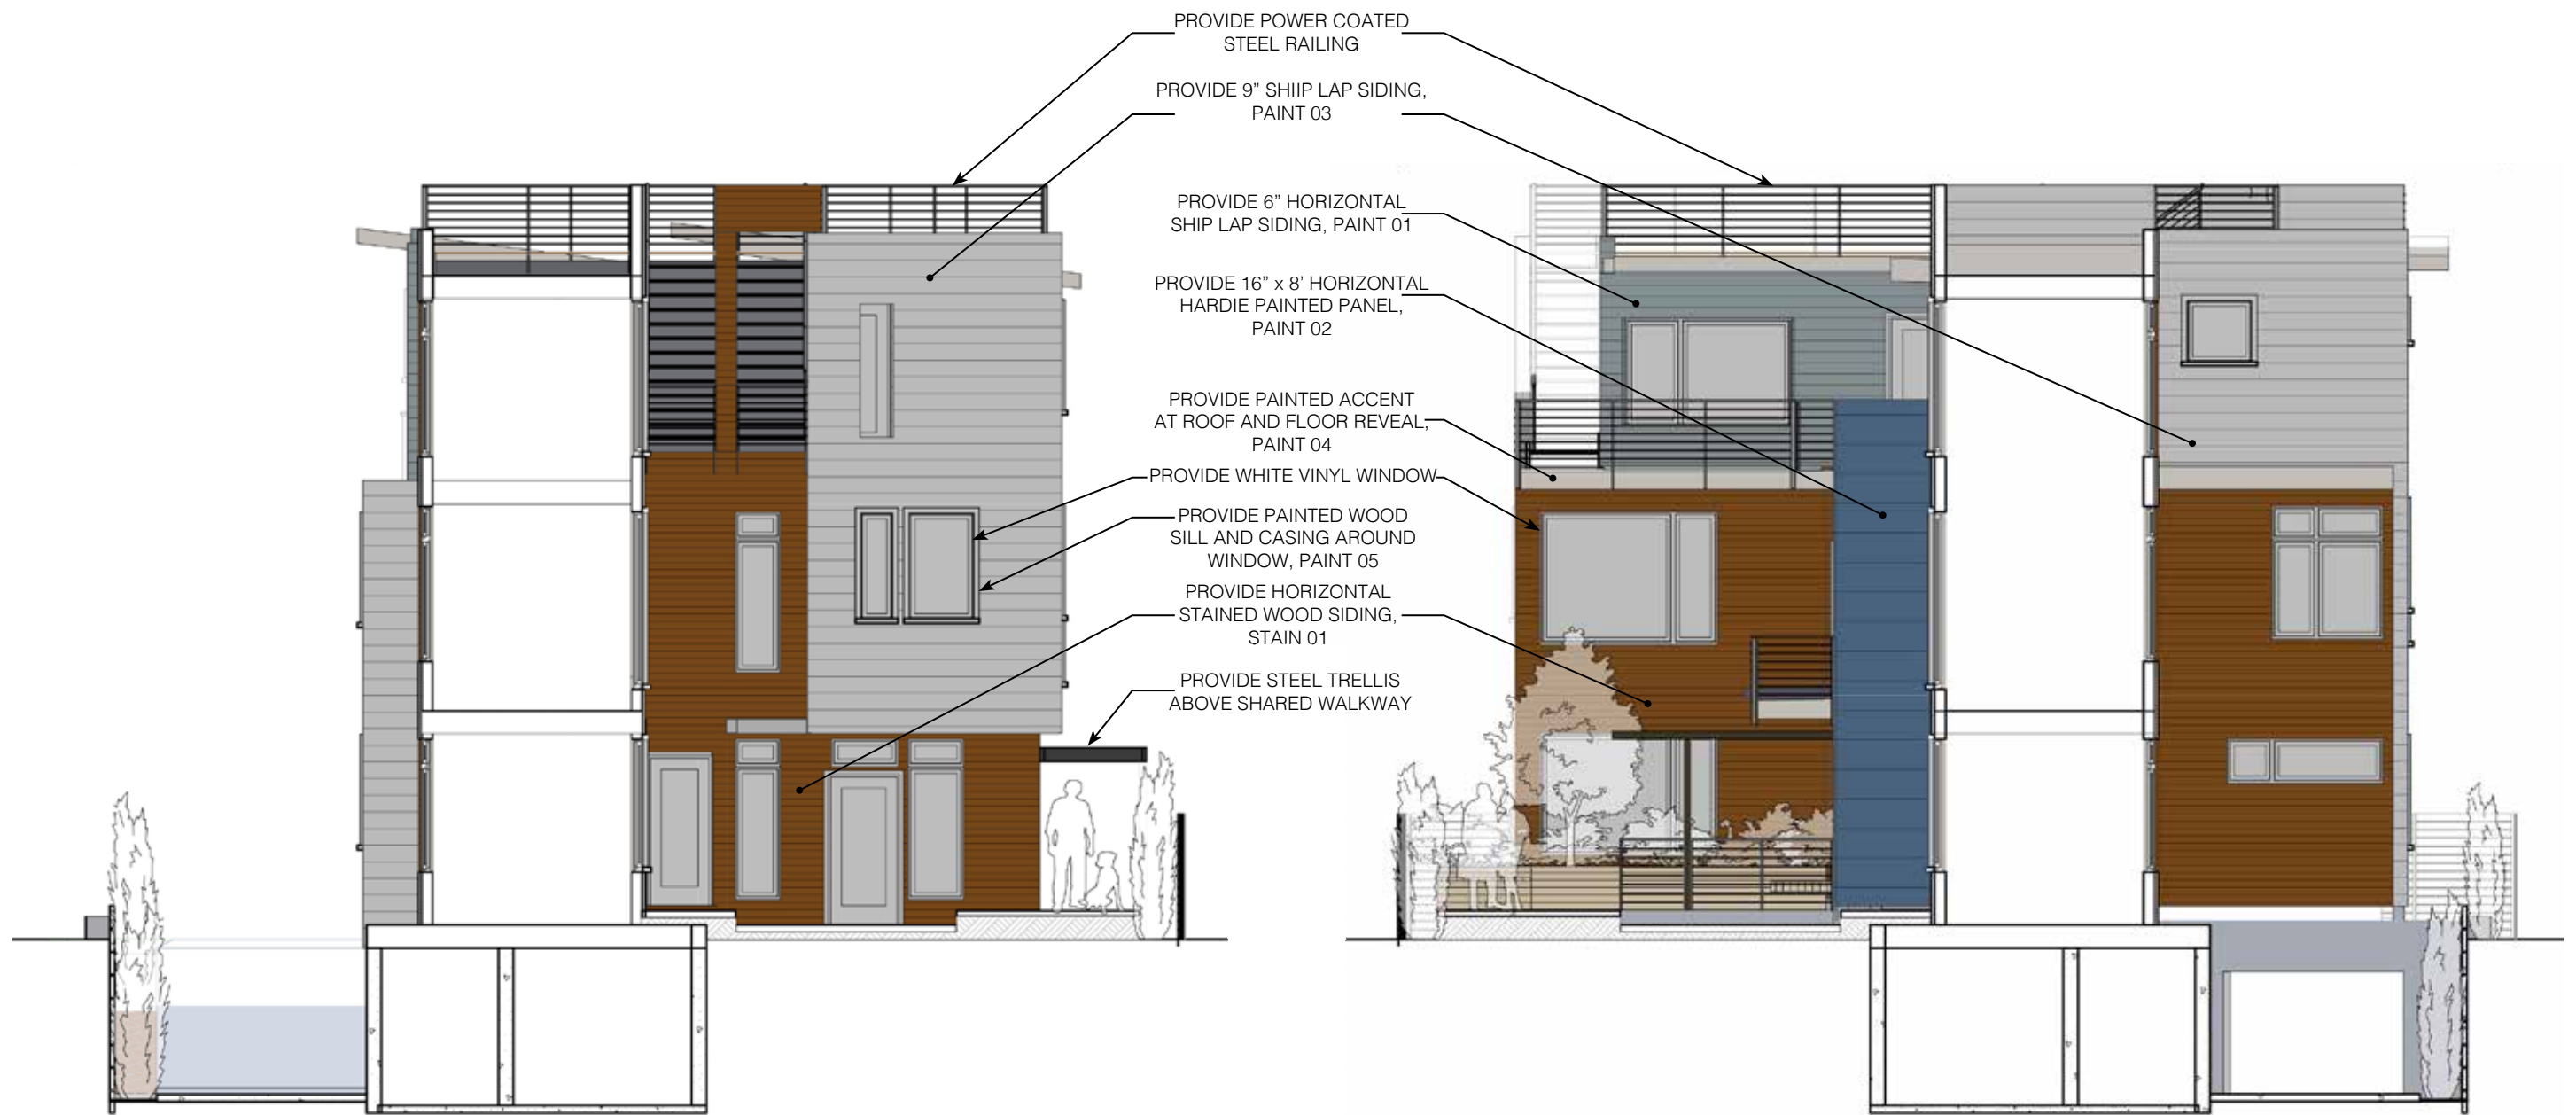 PROVIDE POWER COATED
STEEL RAILING
PROVIDE 9” SHIIP LAP SIDING,
PAINT 03
PROVIDE 6” HORIZONTAL
SHIP LAP SIDING, PAINT 01
PROVIDE 16” x 8' HORIZONTAL
HARDIE PAINTED PANEL,
PAINT 02
PROVIDE PAINTED ACCENT
AT ROOF AND FLOOR REVEAL,
PAINT 04
PROVIDE WHITE VINYL WINDOW
PROVIDE PAINTED WOOD
SILL AND CASING AROUND
WINDOW, PAINT 05
PROVIDE HORIZONTAL
STAINED WOOD SIDING,
STAIN 01
PROVIDE STEEL TRELLIS
ABOVE SHARED WALKWAY